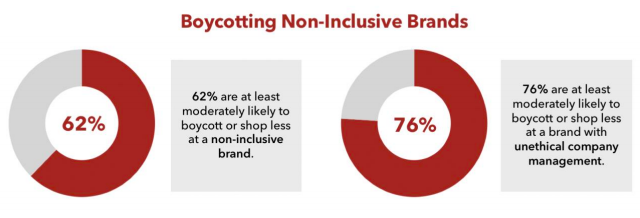 Boycotting Non-Inclusive Brands
62%
62% are at least
moderately likely to
boycott or shop less
at a non-inclusive
brand.
76%
76% are at least
moderately likely to
boycott or shop less
at a brand with
unethical company
management.